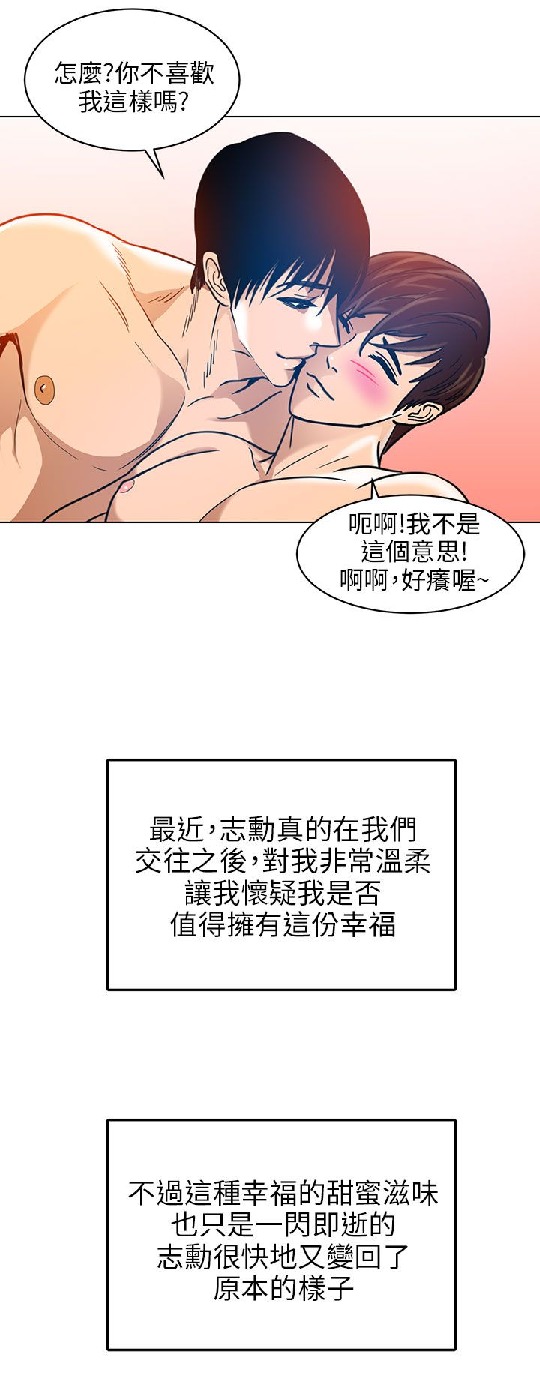 怎麼?你不喜歡
我這樣嗎?
呃啊!我不是
這個意思!
啊啊,好癢喔~
最近,志勳真的在我們
交往之後,對我非常溫柔
讓我懷疑我是否
值得擁有這份幸福
不過這種幸福的甜蜜滋味
也只是一閃即逝的
志勳很快地又變回了
原本的樣子